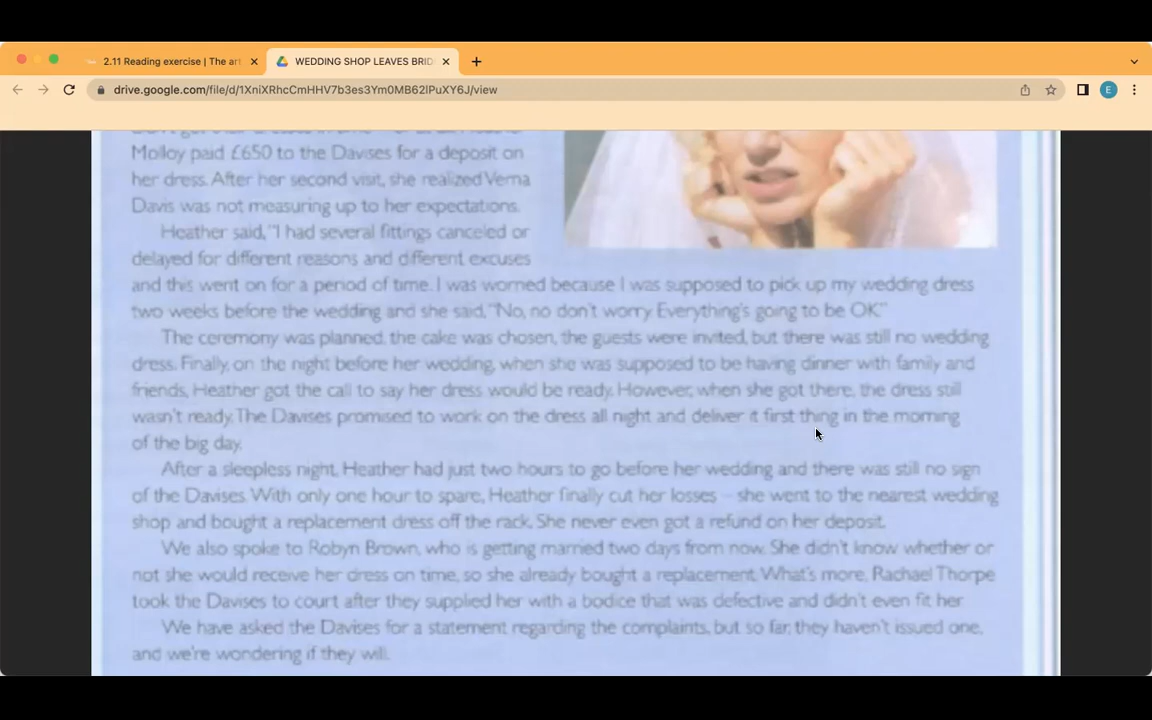 2.11 Reading exercise | The art
WEDDING SHOP LEAVES BRID
drive.google.com/file/d/1XniXRhcCmHHV7b3es3Ym0MB62lPuXY6J/view
E
Molloy paid £650 to the Davises for a deposit on
her dress. After her second visit, she realized Verna
Davis was not measuring up to her expectations.
Heather said, "I had several fittings canceled or
delayed for different reasons and different excuses
and this went on for a period of time. I was worried because I was supposed to pick up my wedding dress
two weeks before the wedding and she said, "No, no don't worry. Everything's going to be OK."
The ceremony was planned, the cake was chosen, the guests were invited, but there was still no wedding
dress. Finally, on the night before her wedding, when she was supposed to be having dinner with family and
friends, Heather got the call to say her dress would be ready. However, when she got there, the dress still
wasn't ready. The Davises promised to work on the dress all night and deliver it first thing in the morning
of the big day.
After a sleepless night, Heather had just two hours to go before her wedding and there was still no sign
of the Davises. With only one hour to spare, Heather finally cut her losses – she went to the nearest wedding
shop and bought a replacement dress off the rack. She never even got a refund on her deposit.
We also spoke to Robyn Brown, who is getting married two days from now. She didn't know whether or
not she would receive her dress on time, so she already bought a replacement. What's more, Rachael Thorpe
took the Davises to court after they supplied her with a bodice that was defective and didn't even fit her.
We have asked the Davises for a statement regarding the complaints, but so far, they haven't issued one,
and we're wondering if they will.